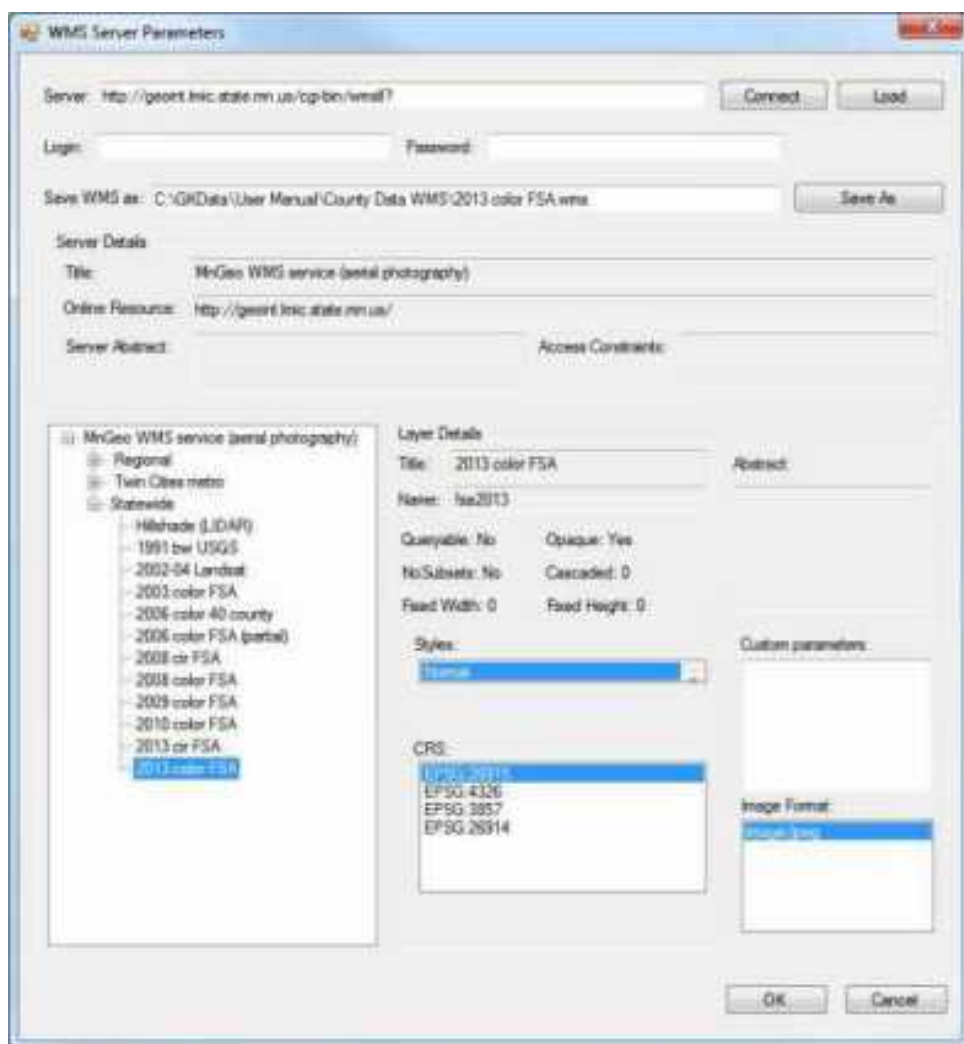 WMS Server Parameters
Server: http://geoint.lmic.state.mn.us/cgi-bin/wmsll?
Connect
Load
Login:
Password:
Save WMS as: C:\GKData\User Manual\County Data WMS\2013 color FSA.wms
Save As
Server Details
Title: MnGeo WMS service (aerial photography)
Online Resource: http://geoint.lmic.state.mn.us/
Server Abstract:
Access Constraints:
MnGeo WMS service (aerial photography)
Regional
Twin Cities metro
Statewide
Hillshade (LIDAR)
1991 bw USGS
2002-04 Landsat
2003 color FSA
2006 color 40 county
2006 color FSA (partial)
2008 cir FSA
2008 color FSA
2009 color FSA
2010 color FSA
2013 cir FSA
2013 color FSA
Layer Details
Title: 2013 color FSA
Abstract:
Name: fsa2013
Queryable: No
Opaque: Yes
NoSubsets: No
Cascaded: 0
Fixed Width: 0
Fixed Height: 0
Styles:
Normal
...
Custom parameters:
CRS:
EPSG:26915
EPSG:4326
EPSG:3857
EPSG:26914
Image Format:
image/jpeg
OK
Cancel